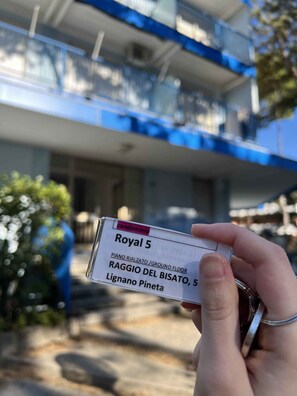 Royal 5
PIANO RIALZATO /GROUND FLOOR
RAGGIO DEL BISATO, 5
Lignano Pineta